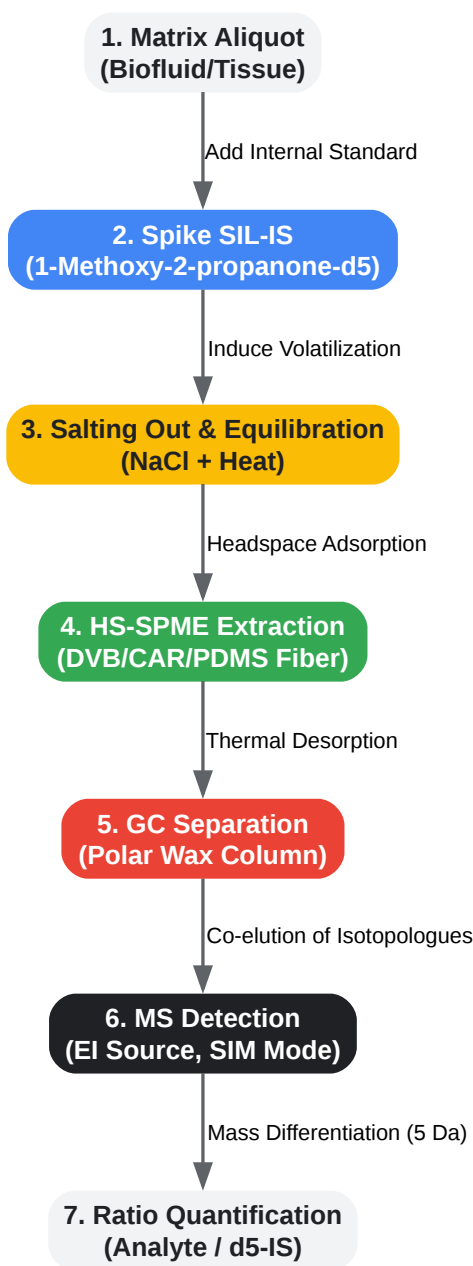 1. Matrix Aliquot
(Biofluid/Tissue)
Add Internal Standard
2. Spike SIL-IS
(1-Methoxy-2-propanone-d5)
Induce Volatilization
3. Salting Out & Equilibration
(NaCl + Heat)
Headspace Adsorption
4. HS-SPME Extraction
(DVB/CAR/PDMS Fiber)
Thermal Desorption
5. GC Separation
(Polar Wax Column)
Co-elution of Isotopologues
6. MS Detection
(EI Source, SIM Mode)
Mass Differentiation (5 Da)
7. Ratio Quantification
(Analyte / d5-IS)